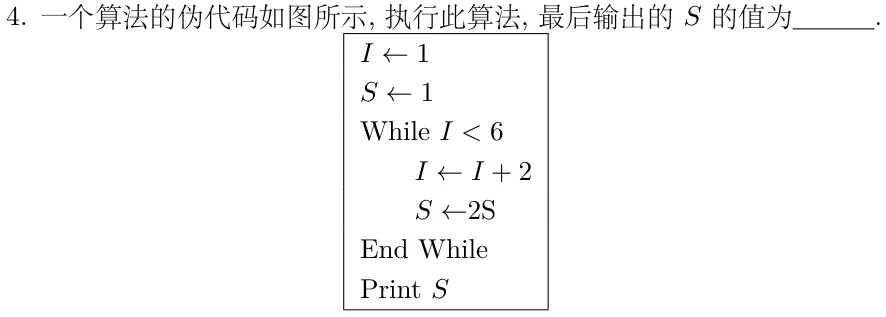 4. 一个算法的伪代码如图所示, 执行此算法, 最后输出的 S 的值为______.
I ← 1
S ← 1
While I < 6
I ← I + 2
S ←2S
End While
Print S